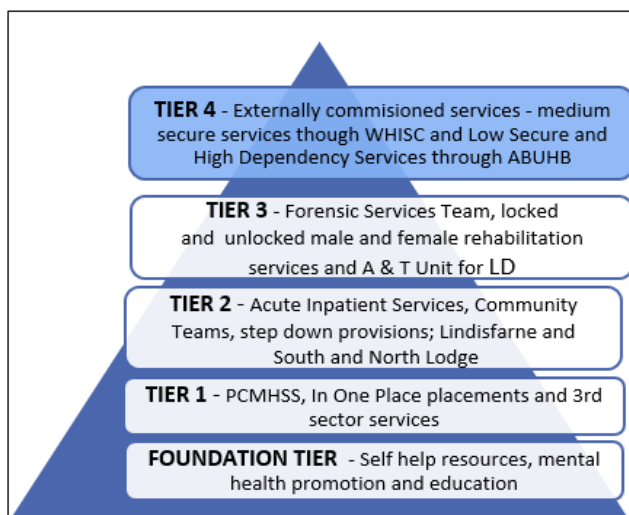 TIER 4 - Externally commisioned services - medium
secure services though WHISC and Low Secure and
High Dependency Services through ABUHB
TIER 3 - Forensic Services Team, locked
and unlocked male and female rehabilitation
services and A & T Unit for LD
TIER 2 - Acute Inpatient Services, Community
Teams, step down provisions; Lindisfarne and
South and North Lodge
TIER 1 - PCMHSS, In One Place placements and 3rd
sector services
FOUNDATION TIER - Self help resources, mental
health promotion and education